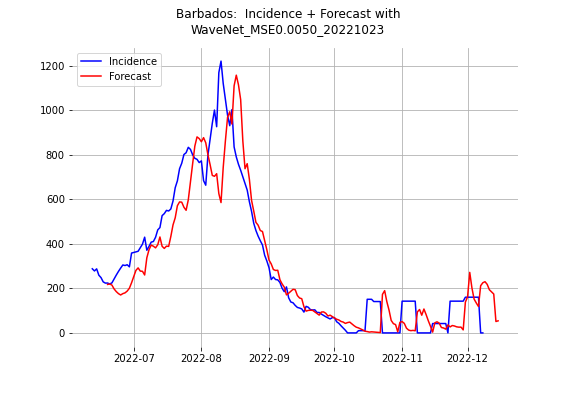 Barbados:  Incidence + Forecast with
WaveNet_MSE0.0050_20221023
Incidence
Forecast
1200
1000
800
600
400
200
0
2022-07 2022-08 2022-09 2022-10 2022-11 2022-12